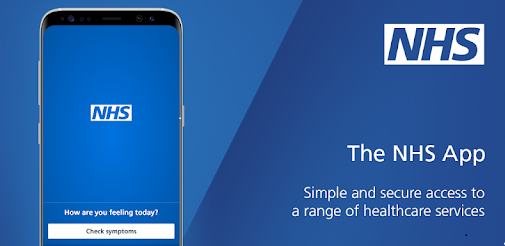 NHS
How are you feeling today?
Check symptoms
NHS
The NHS App
Simple and secure access to
a range of healthcare services